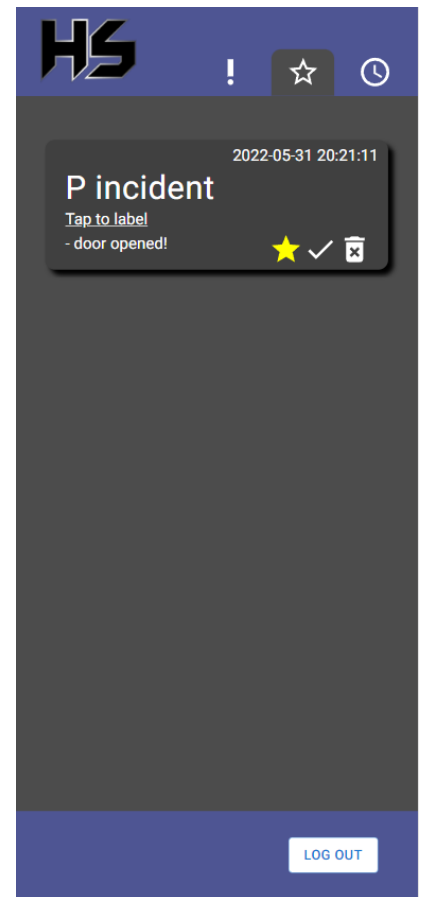 HS
!
2022-05-31 20:21:11
P incident
Tap to label
- door opened!
LOG OUT